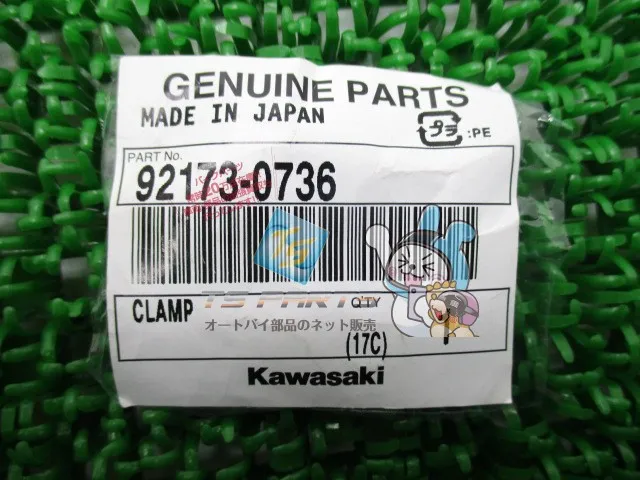 GENUINE PARTS
MADE IN JAPAN
プラ :PE
PART No.
92173-0736
TS PARTS
CLAMP Q'TY
オートバイ部品のネット販売
(17C) 1
Kawasaki